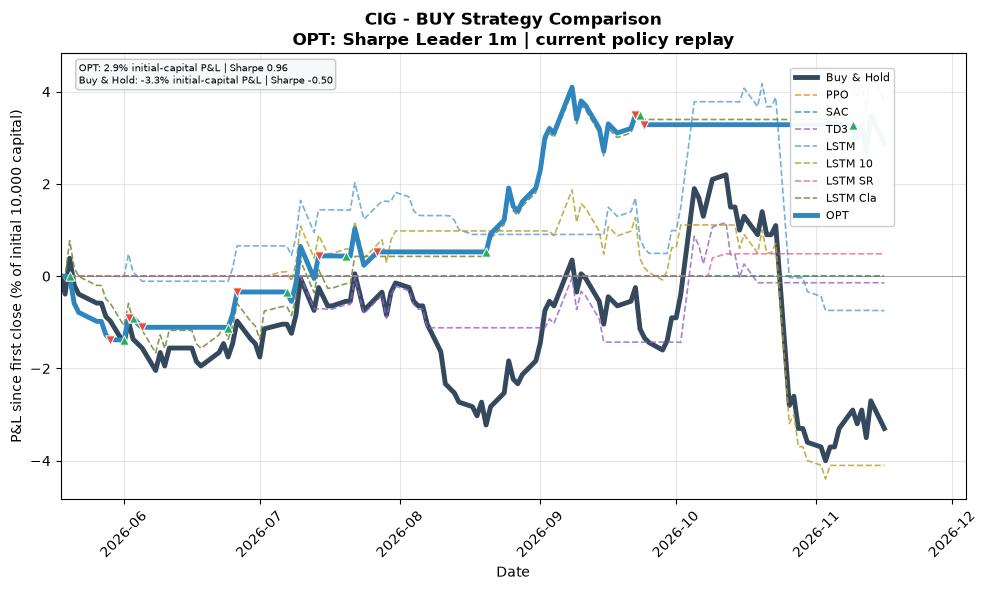 CIG - BUY Strategy Comparison
OPT: Sharpe Leader 1m | current policy replay
OPT: 2.9% initial-capital P&L | Sharpe 0.96
Buy & Hold: -3.3% initial-capital P&L | Sharpe -0.50
Buy & Hold
PPO
SAC
TD3
LSTM
LSTM 10
LSTM SR
LSTM Cla
OPT
P&L since first close (% of initial 10,000 capital)
4
2
0
−2
−4
2026-06
2026-07
2026-08
2026-09
2026-10
2026-11
2026-12
Date